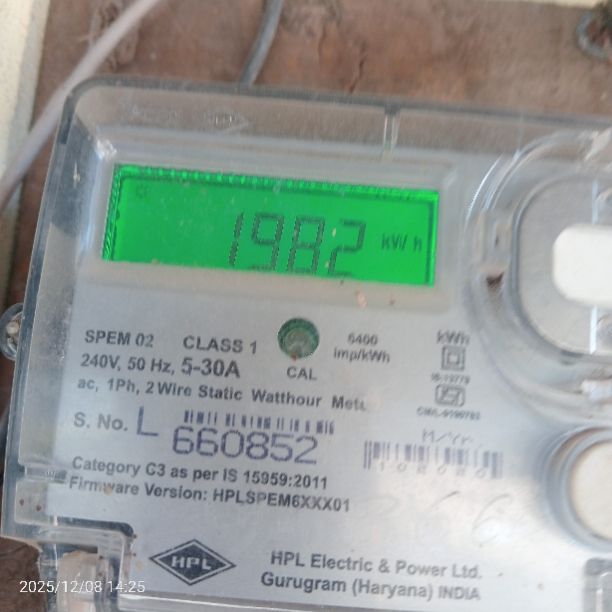 1982 kW h
SPEM 02 CLASS 1
6400
imp/kWh
kWh
240V, 50 Hz, 5-30A
CAL
ac, 1Ph, 2 Wire Static Watthour
S. No. L 660852
M/Yr
Category C3 as per IS 15959:2011
Firmware Version: HPLSPEM6XXX01
HPL
HPL Electric & Power Ltd.
Gurugram (Haryana) INDIA
2025/12/08 14:25